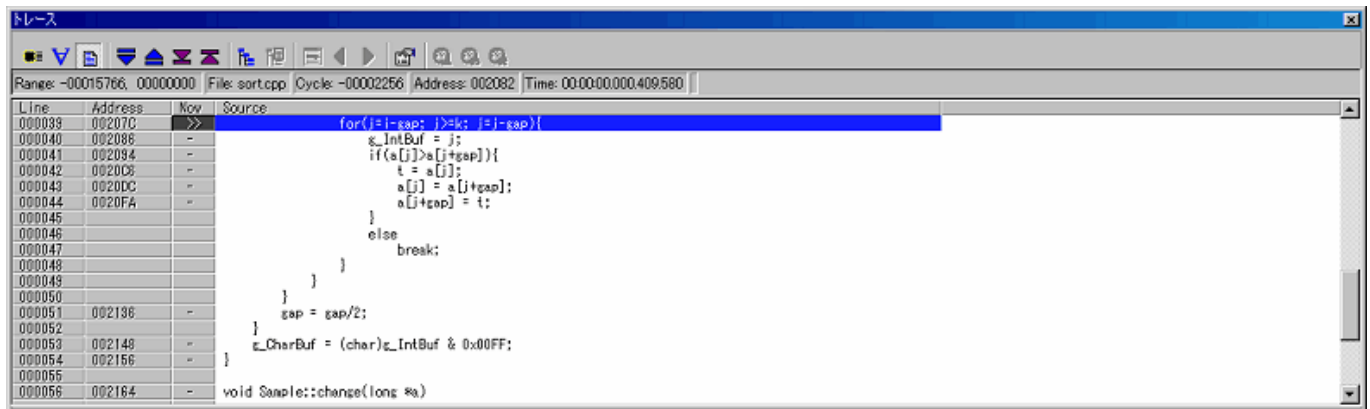 トレース
Range: -00015766, 00000000 File: sort.cpp Cycle: -00002256 Address: 002082 Time: 00:00:00.000.409.580
Line Address Now Source
000039 00207C >> for(j=i-gap; j>=k; j=j-gap){
000040 002086 - g_IntBuf = j;
000041 002094 - if(a[j]>a[j+gap]){
000042 0020C8 - t = a[j];
000043 0020DC - a[j] = a[j+gap];
000044 0020FA - a[j+gap] = t;
000045 }
000046 else
000047 break;
000048 }
000049 }
000050 }
000051 002136 - gap = gap/2;
000052 }
000053 002148 - g_CharBuf = (char)g_IntBuf & 0x00FF;
000054 002156 - }
000055
000056 002164 - void Sample::change(long *a)